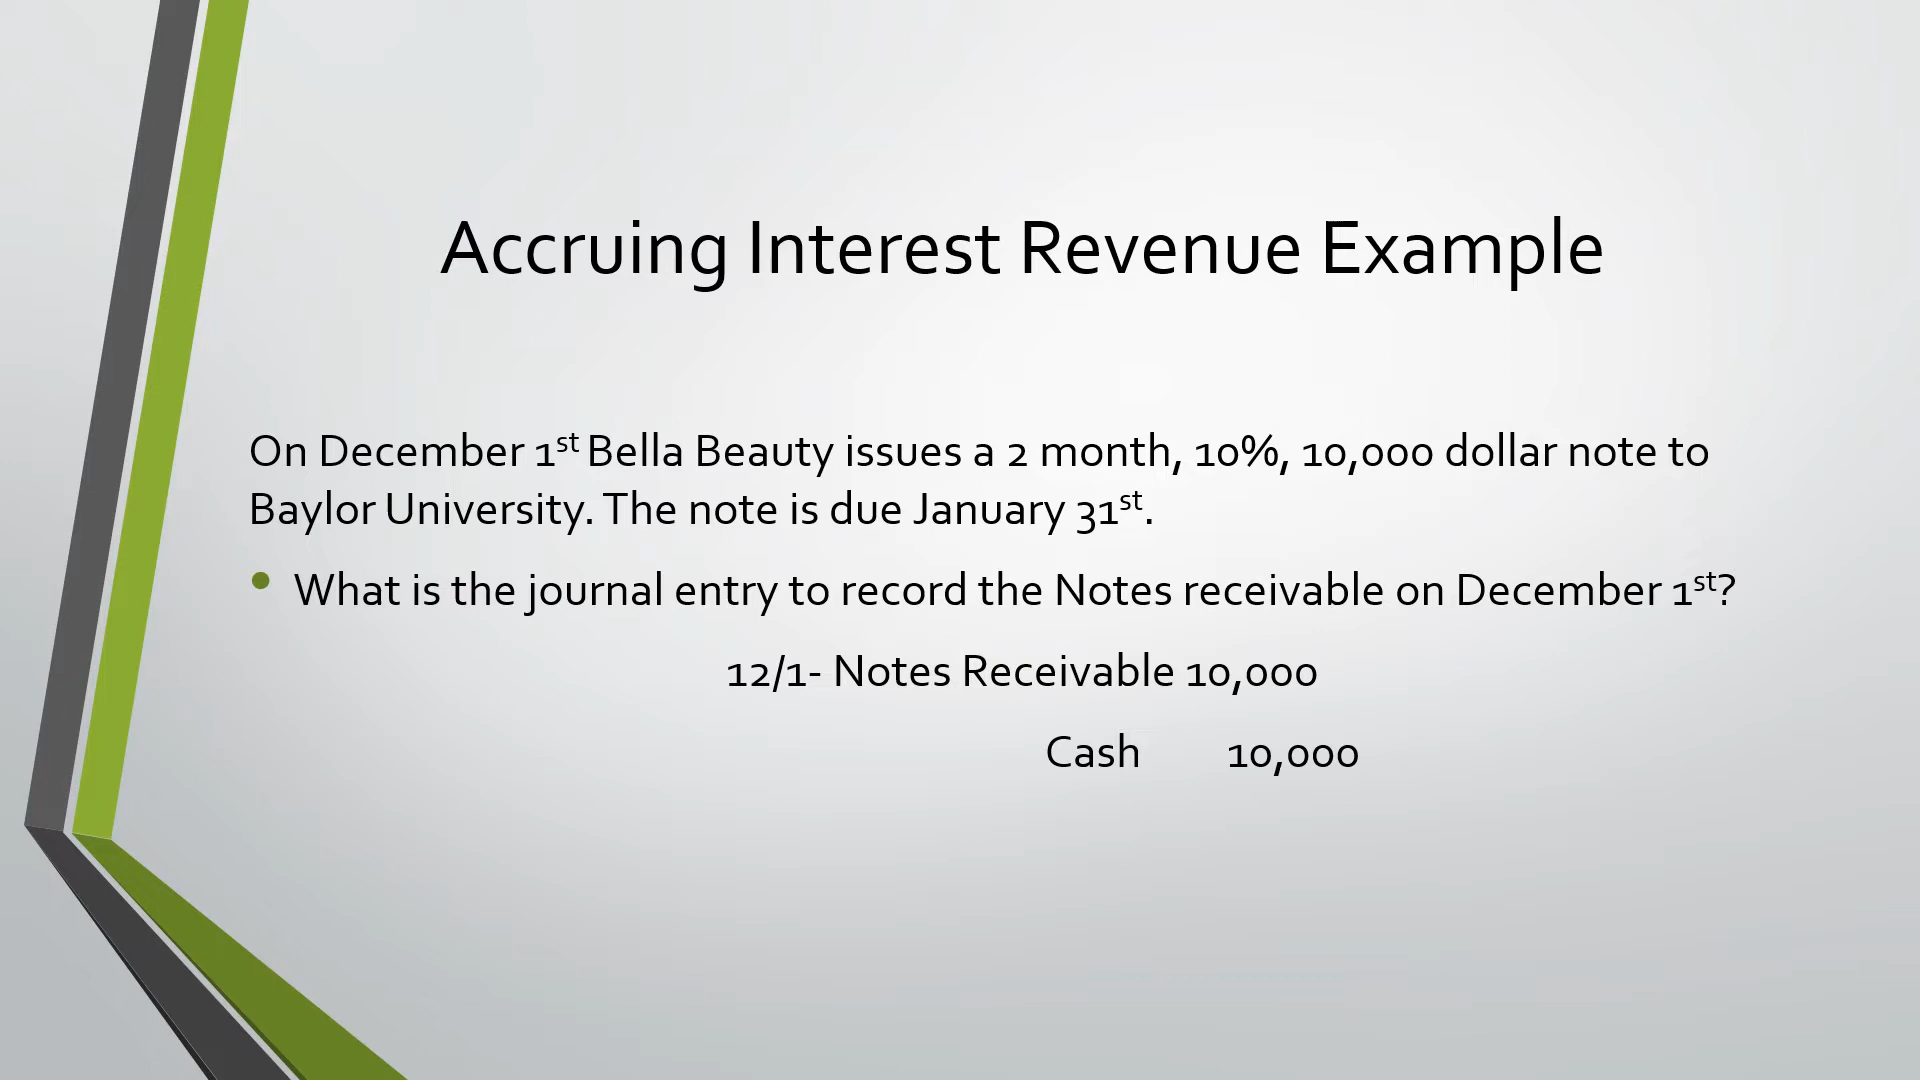 Accruing Interest Revenue Example
On December 1st Bella Beauty issues a 2 month, 10%, 10,000 dollar note to
Baylor University. The note is due January 31st.
• What is the journal entry to record the Notes receivable on December 1st?
12/1- Notes Receivable 10,000
Cash 10,000